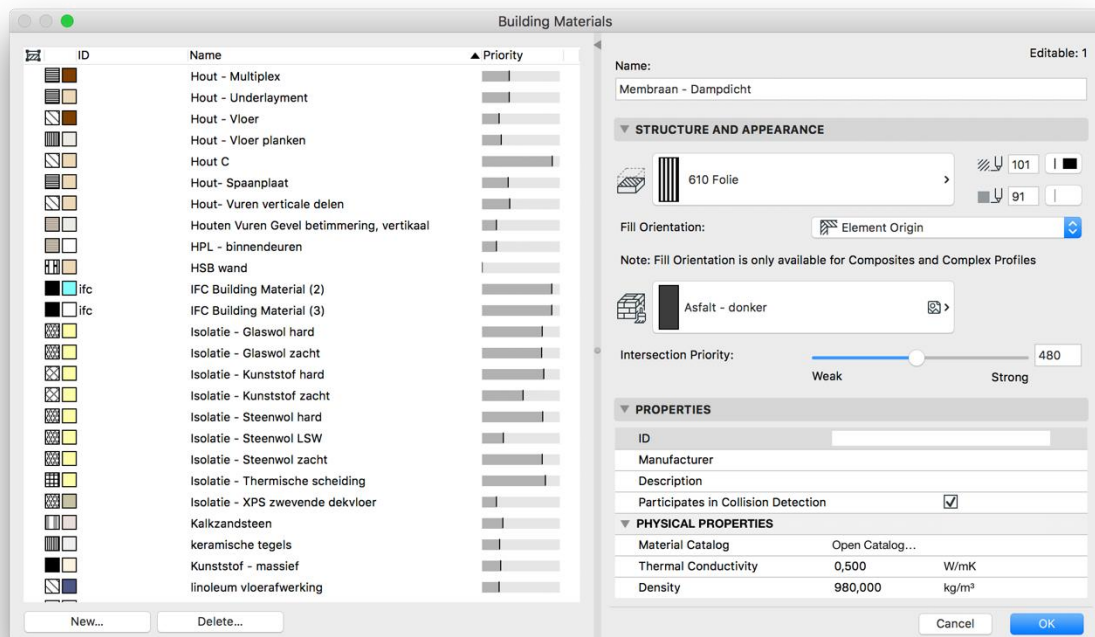 Building Materials
ID Name Priority
Hout - Multiplex
Hout - Underlayment
Hout - Vloer
Hout - Vloer planken
Hout C
Hout- Spaanplaat
Hout- Vuren verticale delen
Houten Vuren Gevel betimmering, vertikaal
HPL - binnendeuren
HSB wand
ifc IFC Building Material (2)
ifc IFC Building Material (3)
Isolatie - Glaswol hard
Isolatie - Glaswol zacht
Isolatie - Kunststof hard
Isolatie - Kunststof zacht
Isolatie - Steenwol hard
Isolatie - Steenwol LSW
Isolatie - Steenwol zacht
Isolatie - Thermische scheiding
Isolatie - XPS zwevende dekvloer
Kalkzandsteen
keramische tegels
Kunststof - massief
linoleum vloerafwerking
New... Delete...
Editable: 1
Name:
Membraan - Dampdicht
STRUCTURE AND APPEARANCE
610 Folie
101
91
Fill Orientation: Element Origin
Note: Fill Orientation is only available for Composites and Complex Profiles
Asfalt - donker
Intersection Priority: 480
Weak Strong
PROPERTIES
ID
Manufacturer
Description
Participates in Collision Detection
PHYSICAL PROPERTIES
Material Catalog Open Catalog...
Thermal Conductivity 0,500 W/mK
Density 980,000 kg/m³
Cancel OK